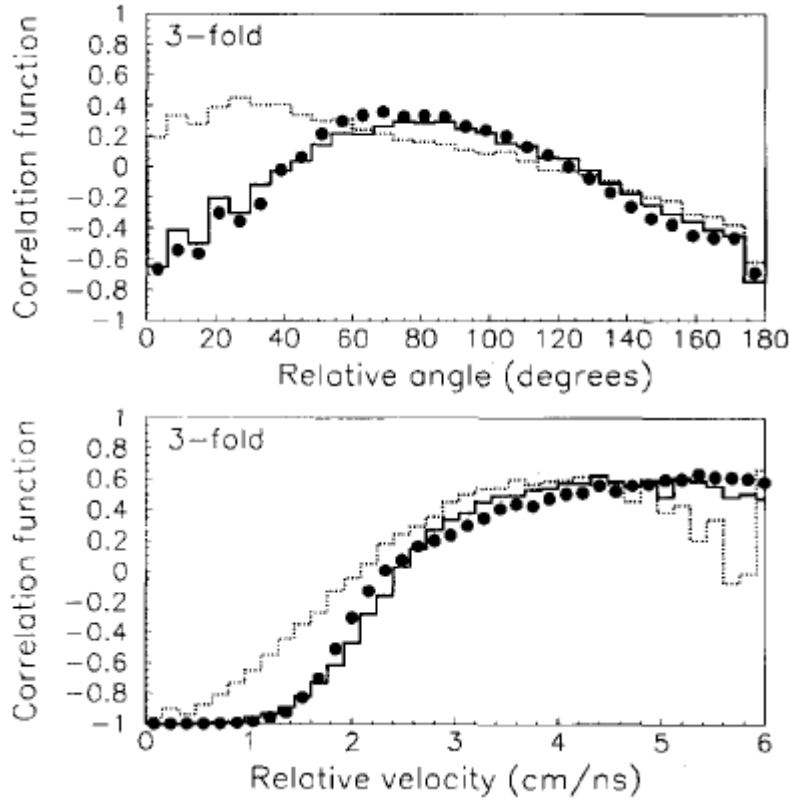 1
0.8
0.6
0.4
0.2
0
−0.2
−0.4
−0.6
−0.8
−1
Correlation function
3−fold
0 20 40 60 80 100 120 140 160 180
Relative angle (degrees)
1
0.8
0.6
0.4
0.2
0
−0.2
−0.4
−0.6
−0.8
−1
Correlation function
3−fold
0 1 2 3 4 5 6
Relative velocity (cm/ns)